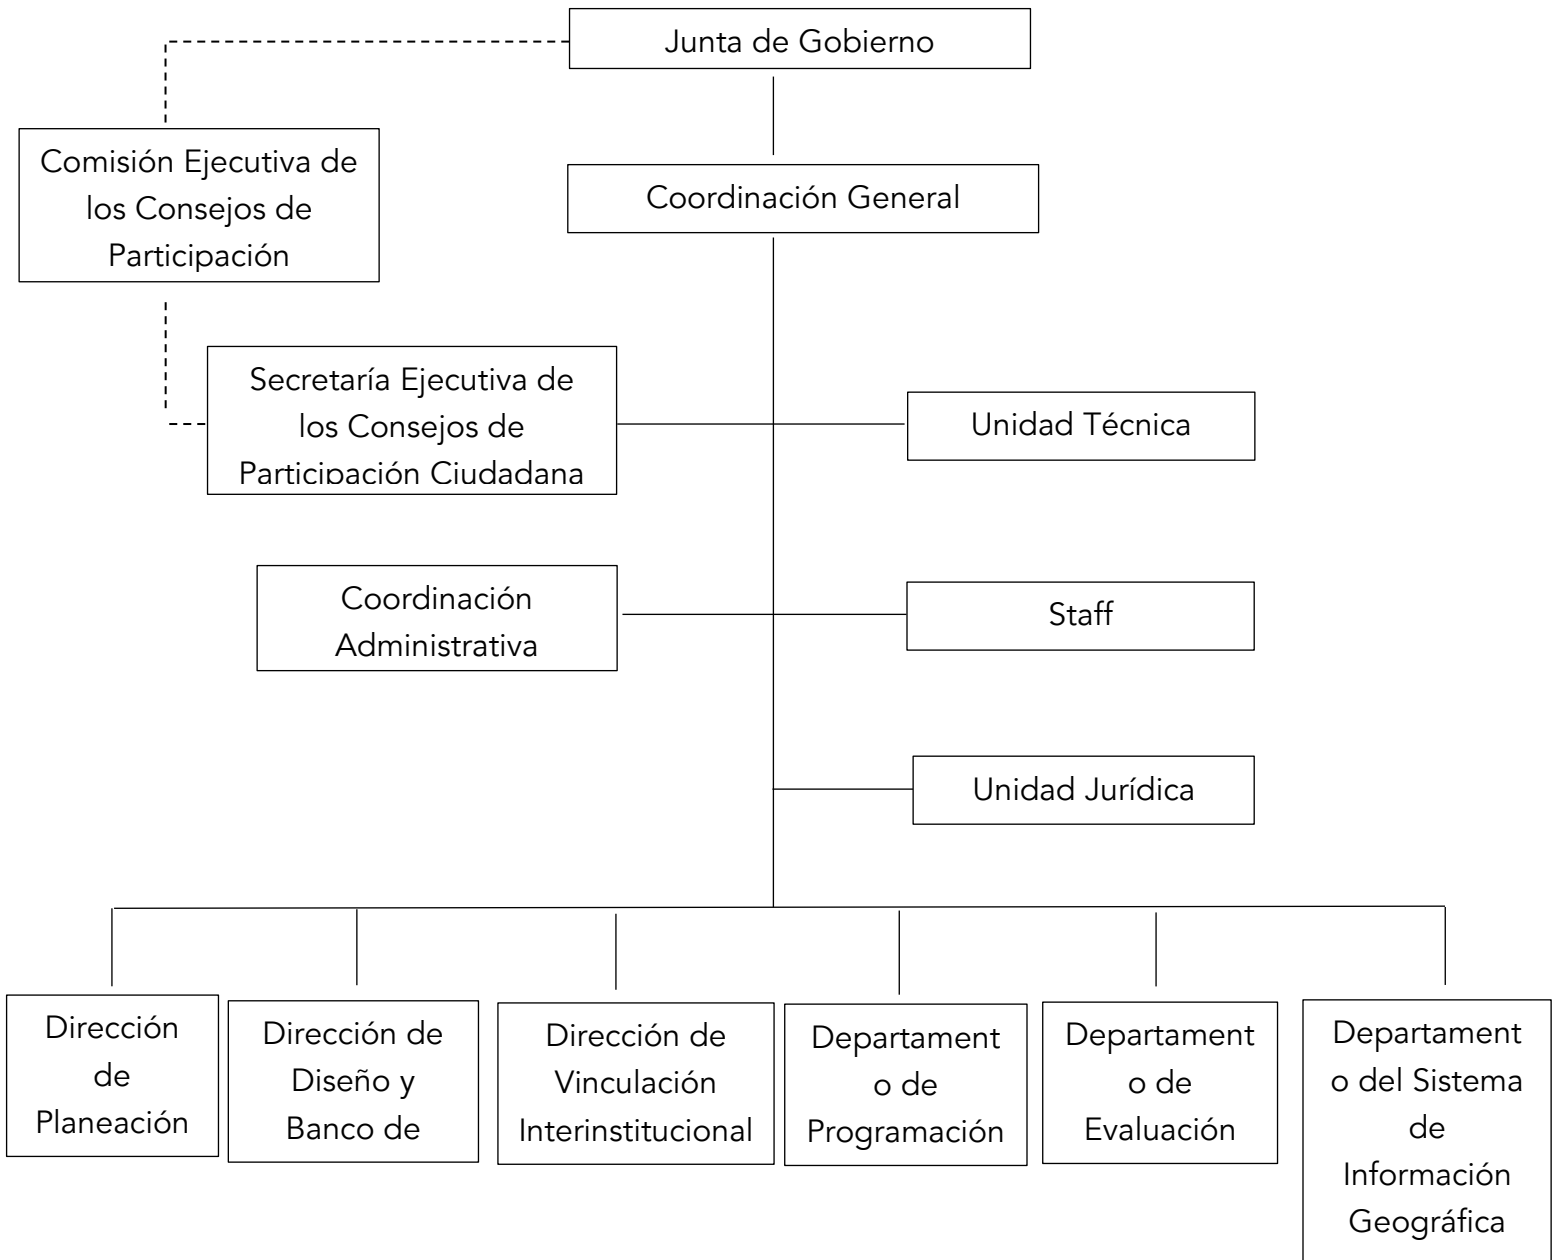 Junta de Gobierno
Comisión Ejecutiva de
los Consejos de
Participación
Coordinación General
Secretaría Ejecutiva de
los Consejos de
Participación Ciudadana
Unidad Técnica
Coordinación
Administrativa
Staff
Unidad Jurídica
Dirección
de
Planeación
Dirección de
Diseño y
Banco de
Dirección de
Vinculación
Interinstitucional
Departament
o de
Programación
Departament
o de
Evaluación
Departament
o del Sistema
de
Información
Geográfica